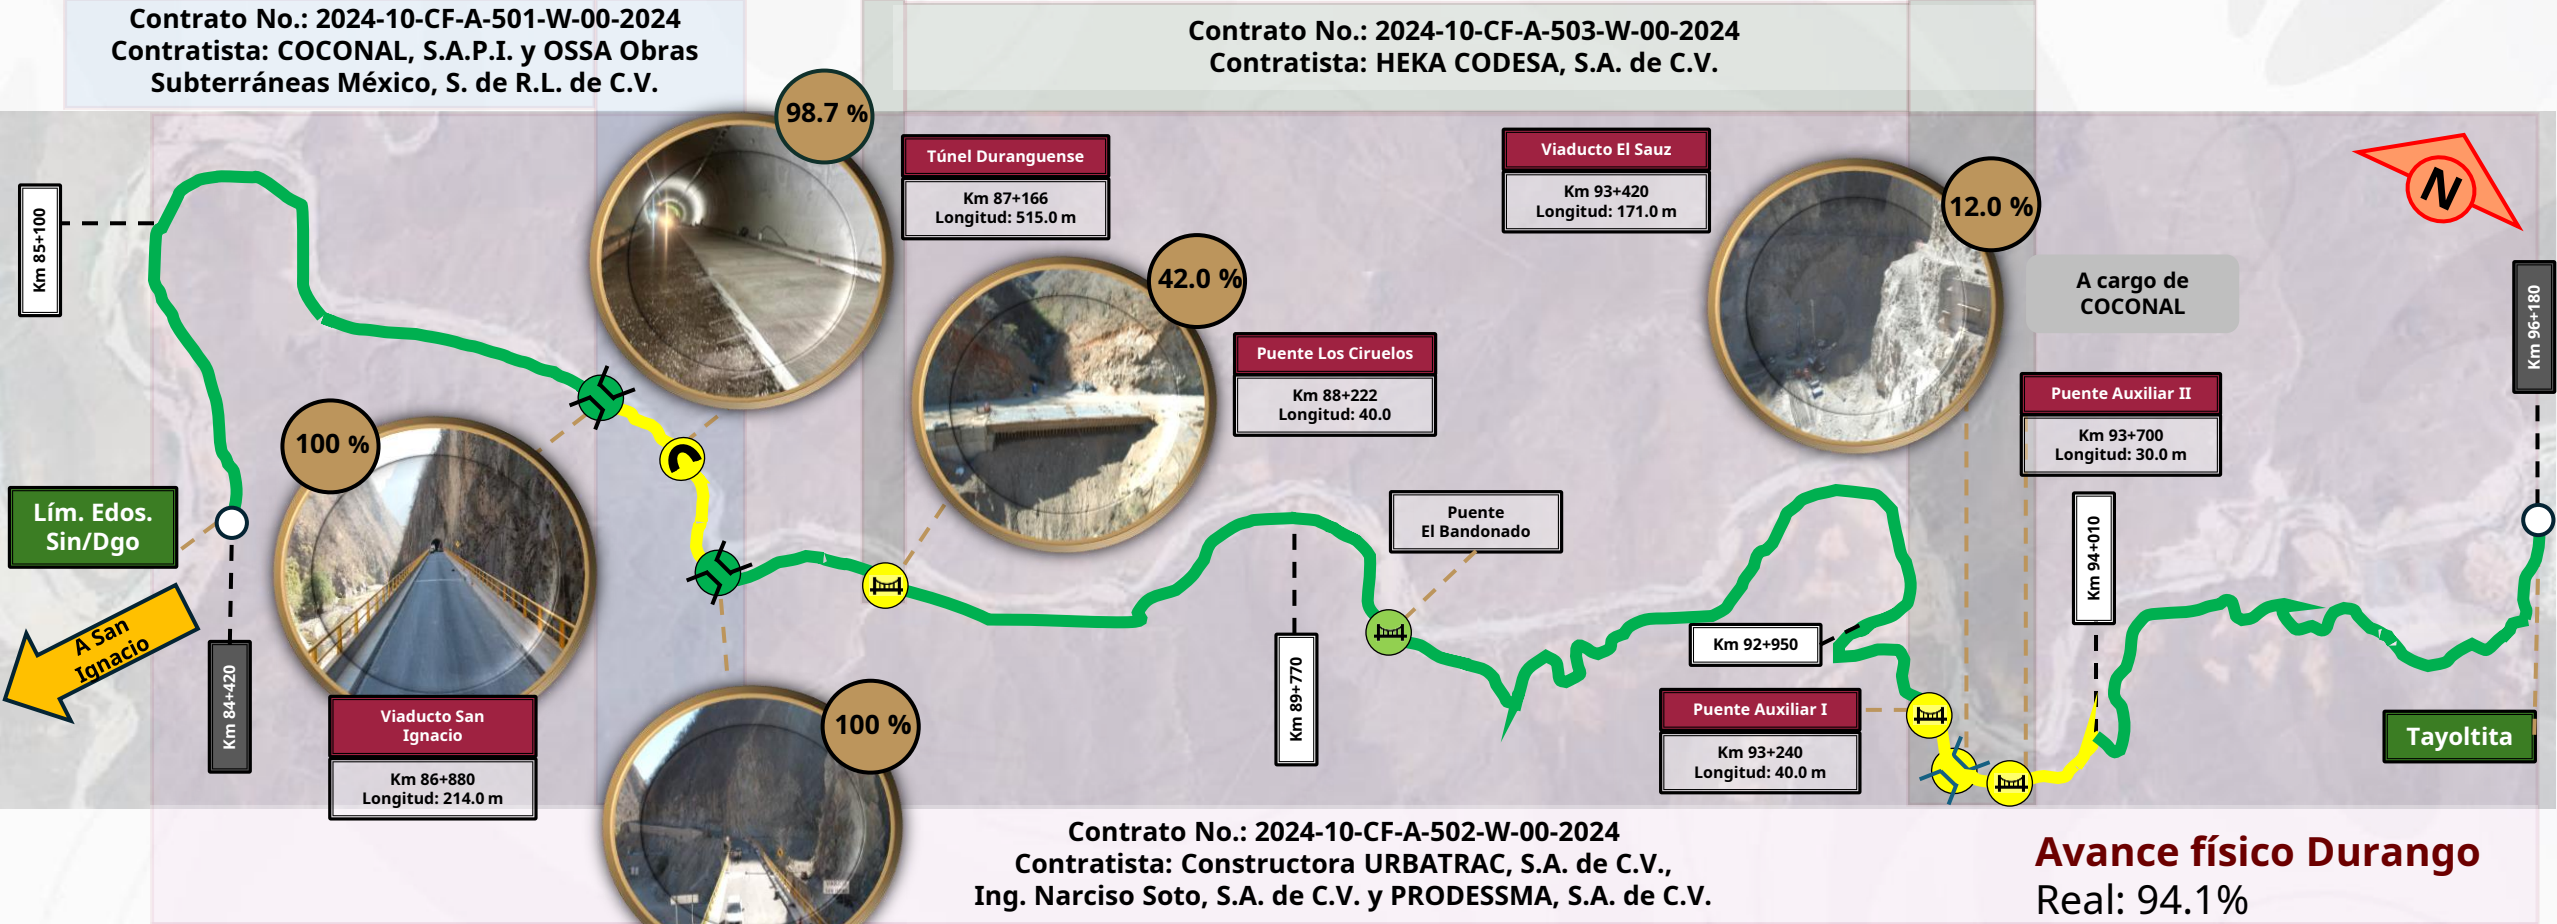 Contrato No.: 2024-10-CF-A-501-W-00-2024
Contratista: COCONAL, S.A.P.I. y OSSA Obras
Subterráneas México, S. de R.L. de C.V.
Contrato No.: 2024-10-CF-A-503-W-00-2024
Contratista: HEKA CODESA, S.A. de C.V.
98.7 %
Túnel Duranguense
Km 87+166
Longitud: 515.0 m
Viaducto El Sauz
Km 93+420
Longitud: 171.0 m
12.0 %
N
Km 85+100
42.0 %
A cargo de
COCONAL
Km 96+180
Puente Los Ciruelos
Km 88+222
Longitud: 40.0
Puente Auxiliar II
Km 93+700
Longitud: 30.0 m
100 %
Lím. Edos.
Sin/Dgo
Puente
El Bandonado
Km 94+010
A San
Ignacio
Km 84+420
Km 92+950
Km 89+770
Viaducto San
Ignacio
Km 86+880
Longitud: 214.0 m
100 %
Puente Auxiliar I
Km 93+240
Longitud: 40.0 m
Tayoltita
Contrato No.: 2024-10-CF-A-502-W-00-2024
Contratista: Constructora URBATRAC, S.A. de C.V.,
Ing. Narciso Soto, S.A. de C.V. y PRODESSMA, S.A. de C.V.
Avance físico Durango
Real: 94.1%